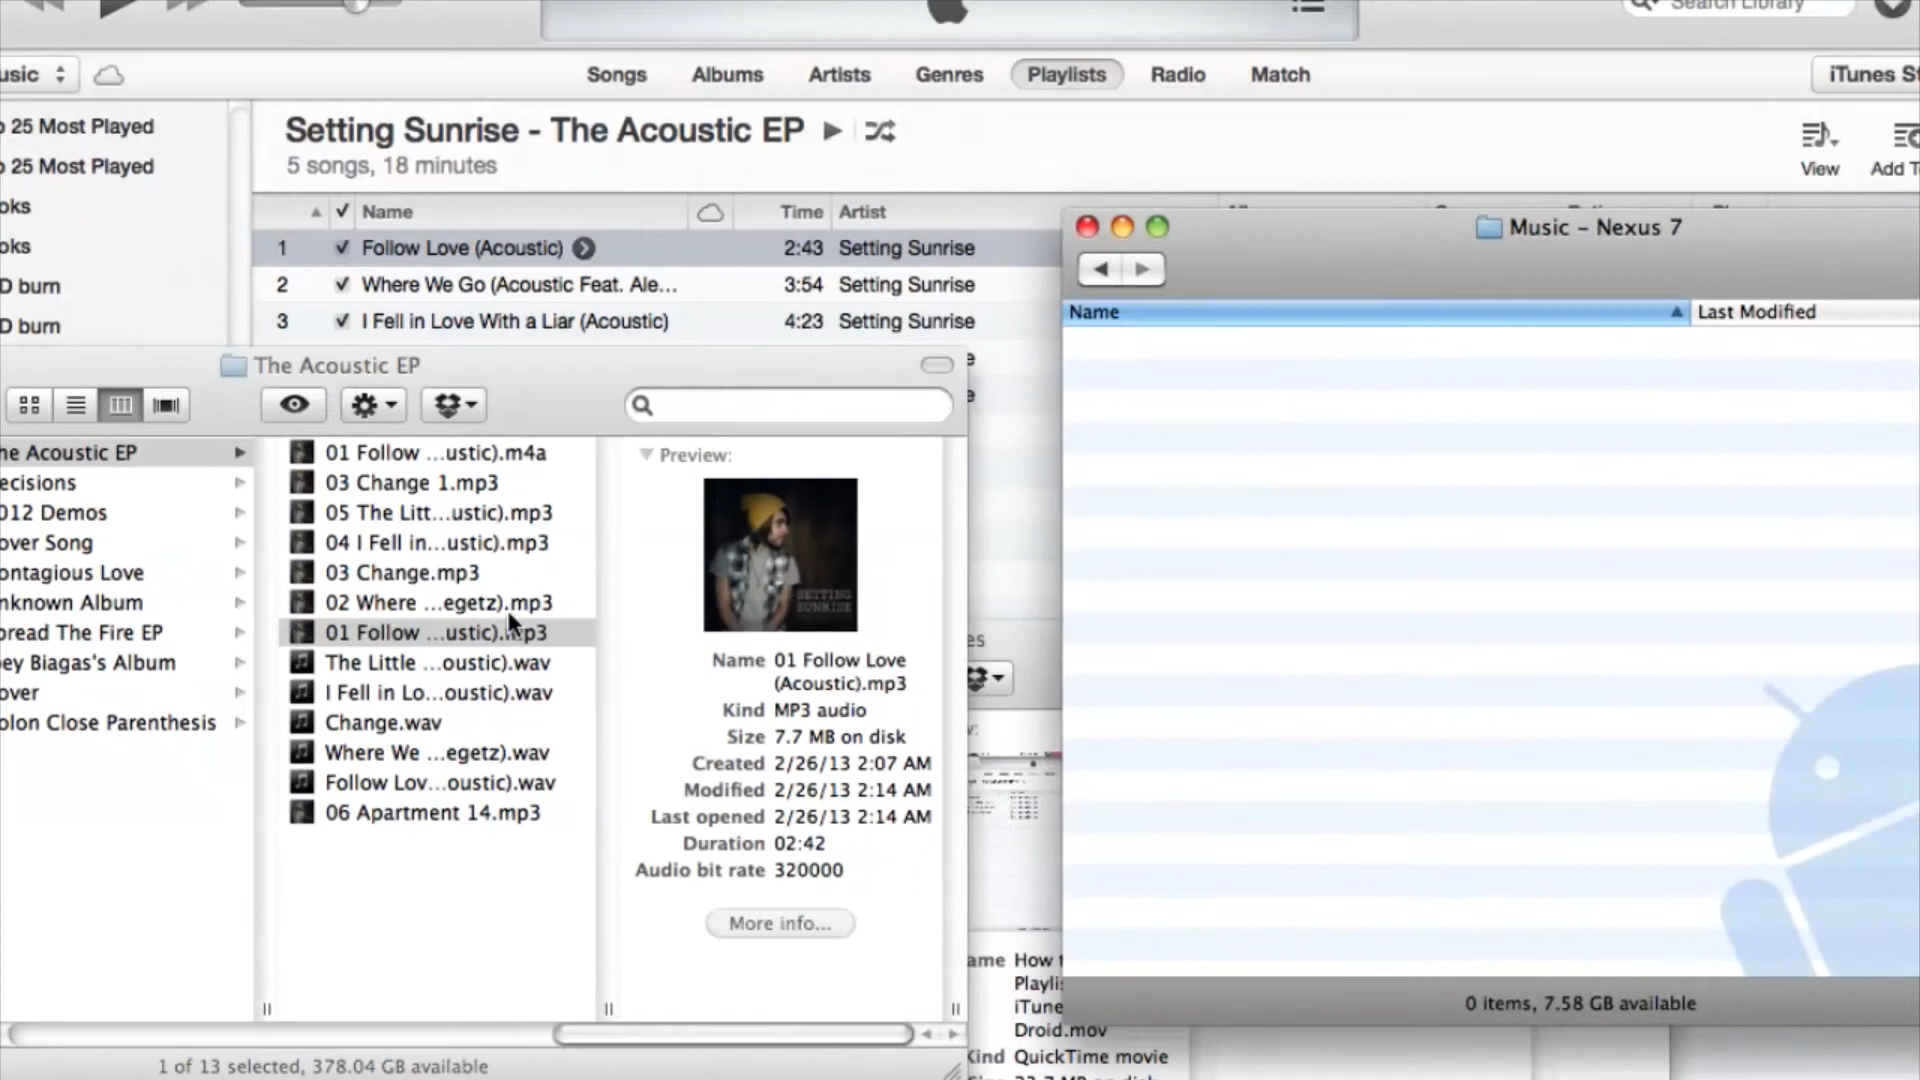 Search Library
usic
Songs
Albums
Artists
Genres
Playlists
Radio
Match
iTunes St
o 25 Most Played
o 25 Most Played
oks
oks
D burn
D burn
Setting Sunrise - The Acoustic EP
5 songs, 18 minutes
View
Add T
Name Time Artist
1 Follow Love (Acoustic) 2:43 Setting Sunrise
2 Where We Go (Acoustic Feat. Ale... 3:54 Setting Sunrise
3 I Fell in Love With a Liar (Acoustic) 4:23 Setting Sunrise
e
e
The Acoustic EP
he Acoustic EP
ecisions
012 Demos
over Song
ontagious Love
nknown Album
pread The Fire EP
ey Biagas's Album
over
olon Close Parenthesis
01 Follow ...ustic).m4a
03 Change 1.mp3
05 The Litt...ustic).mp3
04 I Fell in...ustic).mp3
03 Change.mp3
02 Where ...egetz).mp3
01 Follow ...ustic).mp3
The Little ...oustic).wav
I Fell in Lo...oustic).wav
Change.wav
Where We ...egetz).wav
Follow Lov...oustic).wav
06 Apartment 14.mp3
Preview:
SETTING
SUNRISE
Name 01 Follow Love
(Acoustic).mp3
Kind MP3 audio
Size 7.7 MB on disk
Created 2/26/13 2:07 AM
Modified 2/26/13 2:14 AM
Last opened 2/26/13 2:14 AM
Duration 02:42
Audio bit rate 320000
More info...
1 of 13 selected, 378.04 GB available
es
ame How t
Playli
iTune
Droid.mov
Kind QuickTime movie
Music – Nexus 7
Name Last Modified
0 items, 7.58 GB available